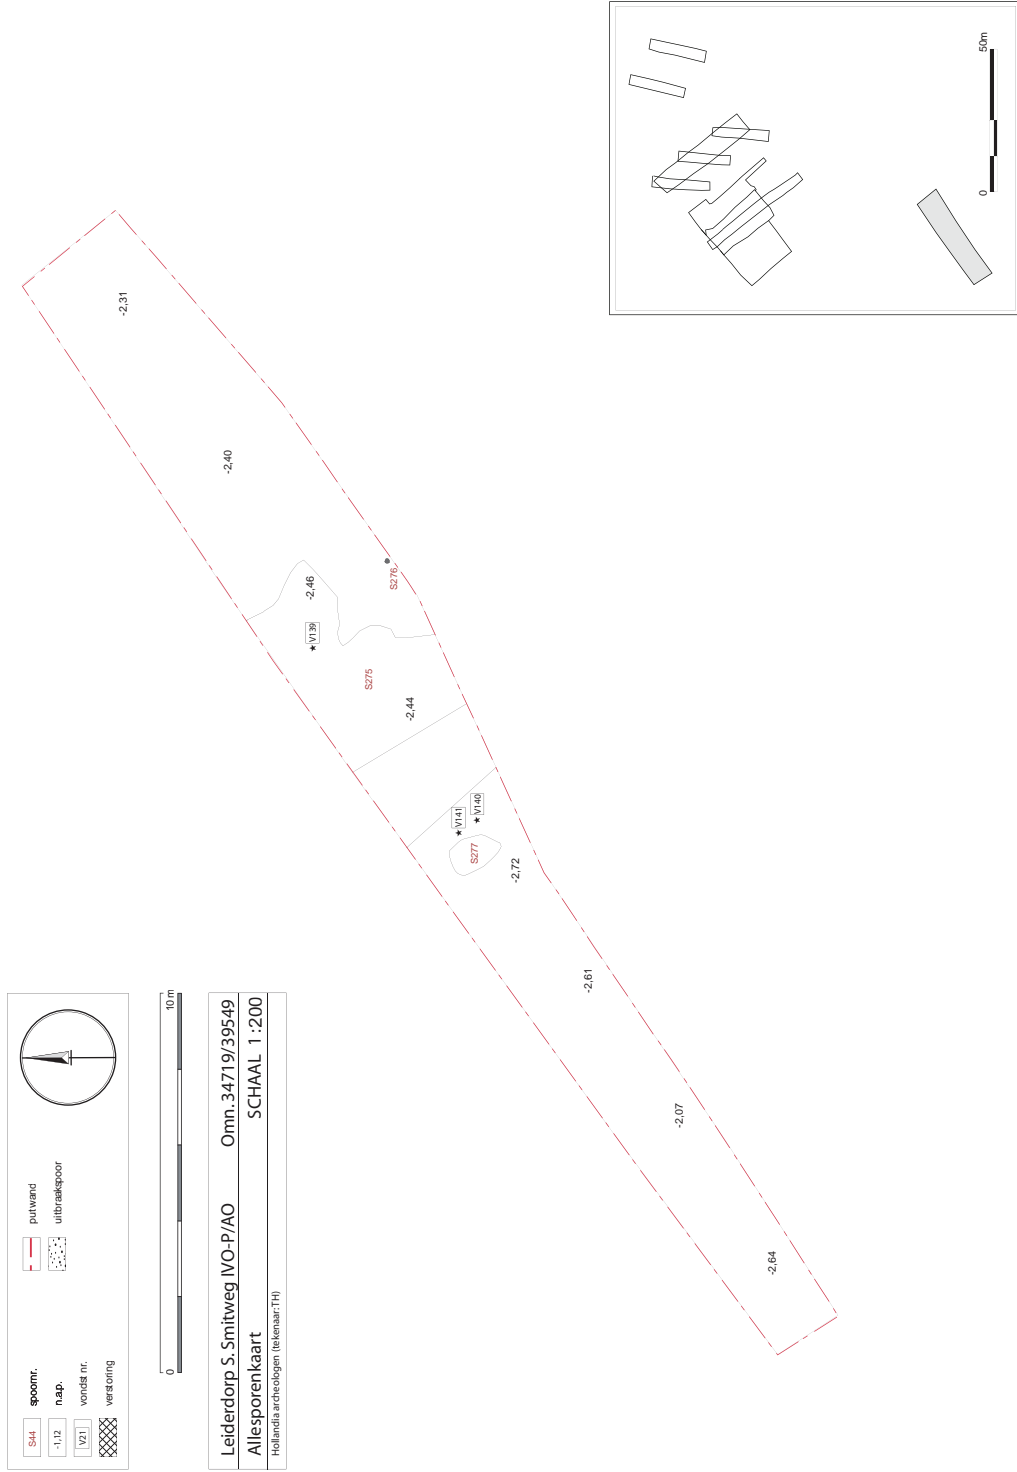 50m
0
-2,31
-2,40
-2,46
S276
V139
S275
-2,44
V140
V141
S277
-2,72
-2,61
-2,07
-2,64
S44 spoornr.
-1,12 n.a.p.
V21 vondst nr.
verstoring
putwand
uitbraakspoor
0
10 m
Leiderdorp S. Smitweg IVO-P/AO Omn.34719/39549
Allesporenkaart SCHAAL 1:200
Hollandia archeologen (tekenaar:TH)